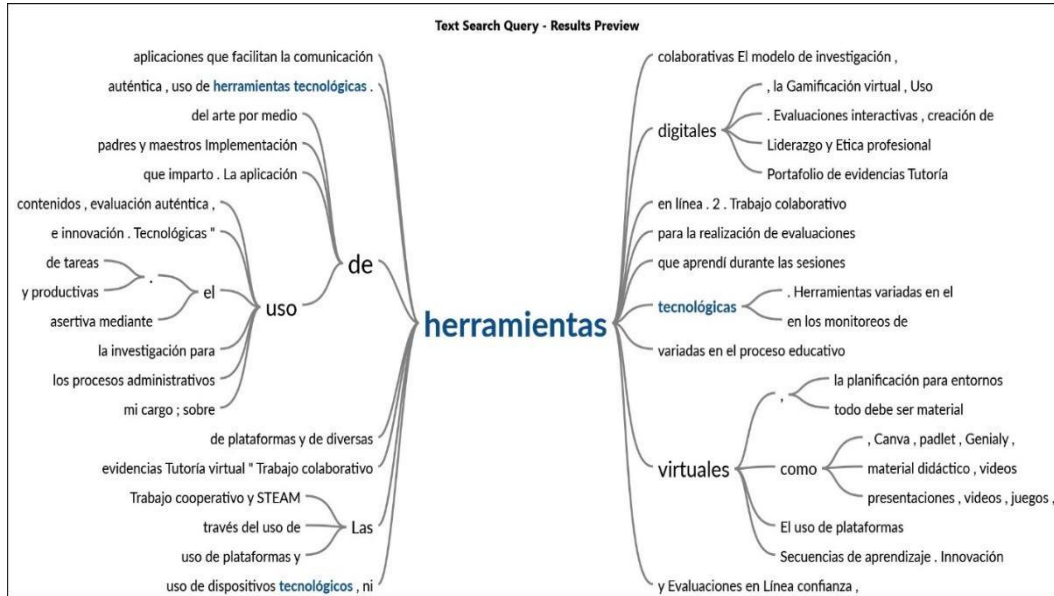 Text Search Query - Results Preview
aplicaciones que facilitan la comunicación
auténtica , uso de herramientas tecnológicas .
del arte por medio
padres y maestros Implementación
que imparto . La aplicación
contenidos , evaluación auténtica ,
e innovación . Tecnológicas "
de tareas
y productivas
.
asertiva mediante
el
la investigación para
los procesos administrativos
mi cargo ; sobre
uso
de
de plataformas y de diversas
evidencias Tutoría virtual " Trabajo colaborativo
Trabajo cooperativo y STEAM
través del uso de
uso de plataformas y
Las
uso de dispositivos tecnológicos , ni
herramientas
colaborativas El modelo de investigación ,
digitales
, la Gamificación virtual , Uso
. Evaluaciones interactivas , creación de
Liderazgo y Etica profesional
Portafolio de evidencias Tutoría
en línea . 2 . Trabajo colaborativo
para la realización de evaluaciones
que aprendí durante las sesiones
tecnológicas
. Herramientas variadas en el
en los monitoreos de
variadas en el proceso educativo
virtuales
,
la planificación para entornos
todo debe ser material
como
, Canva , padlet , Genialy ,
material didáctico , videos
presentaciones , videos , juegos ,
El uso de plataformas
Secuencias de aprendizaje . Innovación
y Evaluaciones en Línea confianza ,